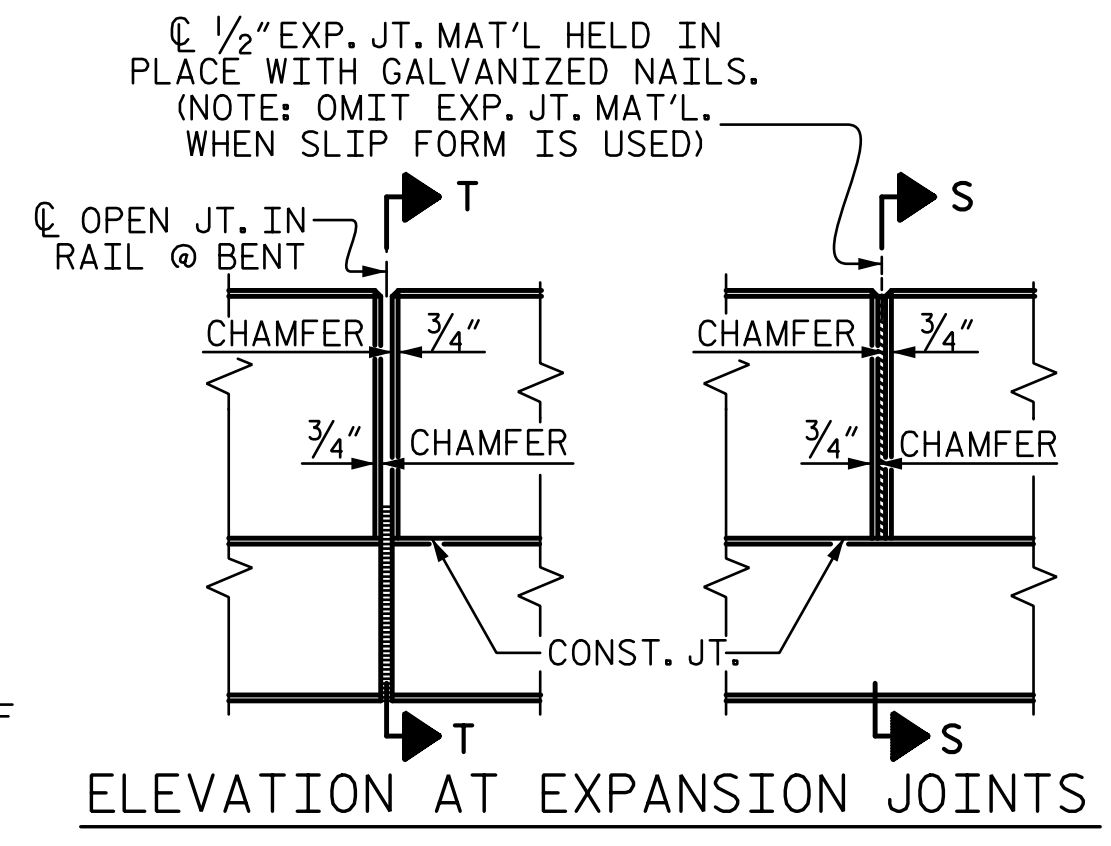 ℄ 1/2" EXP. JT. MAT'L HELD IN
PLACE WITH GALVANIZED NAILS.
(NOTE: OMIT EXP. JT. MAT'L.
WHEN SLIP FORM IS USED)
T
S
℄ OPEN JT. IN
RAIL @ BENT
CHAMFER 3/4"
CHAMFER 3/4"
3/4" CHAMFER
3/4" CHAMFER
CONST. JT.
T
S
ELEVATION AT EXPANSION JOINTS